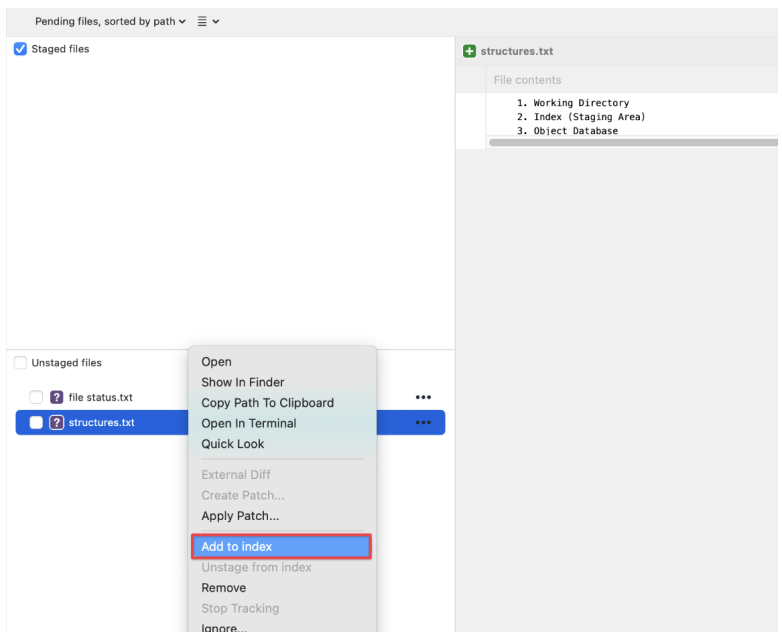 Pending files, sorted by path
Staged files
structures.txt
File contents
1. Working Directory
2. Index (Staging Area)
3. Object Database
Unstaged files
? file status.txt •••
? structures.txt •••
Open
Show In Finder
Copy Path To Clipboard
Open In Terminal
Quick Look
External Diff
Create Patch...
Apply Patch...
Add to index
Unstage from index
Remove
Stop Tracking
Ignore...